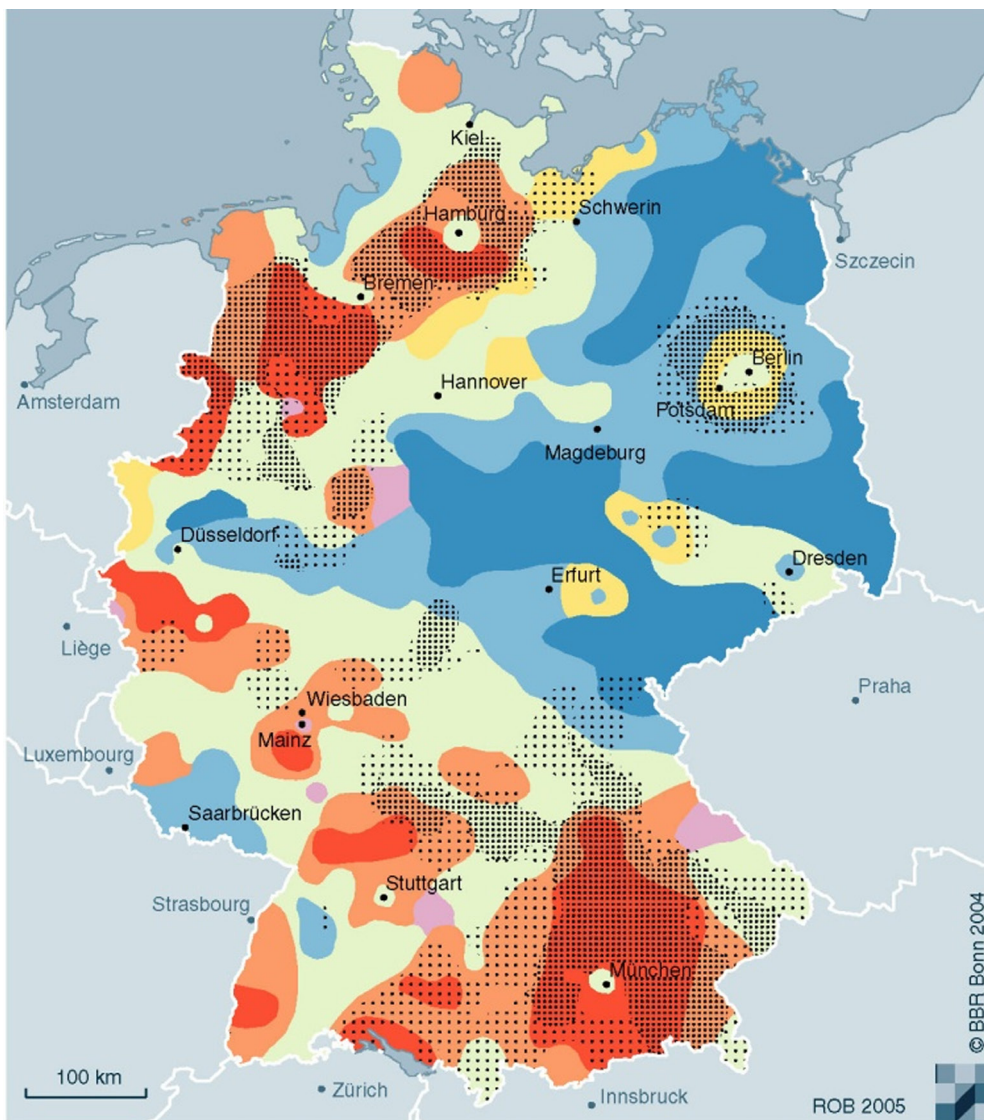 Kiel
Hamburg
Schwerin
Szczecin
Bremen
Berlin
Amsterdam
Hannover
Potsdam
Magdeburg
Düsseldorf
Dresden
Erfurt
Liège
Praha
Wiesbaden
Mainz
Luxembourg
Saarbrücken
Stuttgart
Strasbourg
München
© BBR Bonn 2004
100 km
Zürich
Innsbruck
ROB 2005